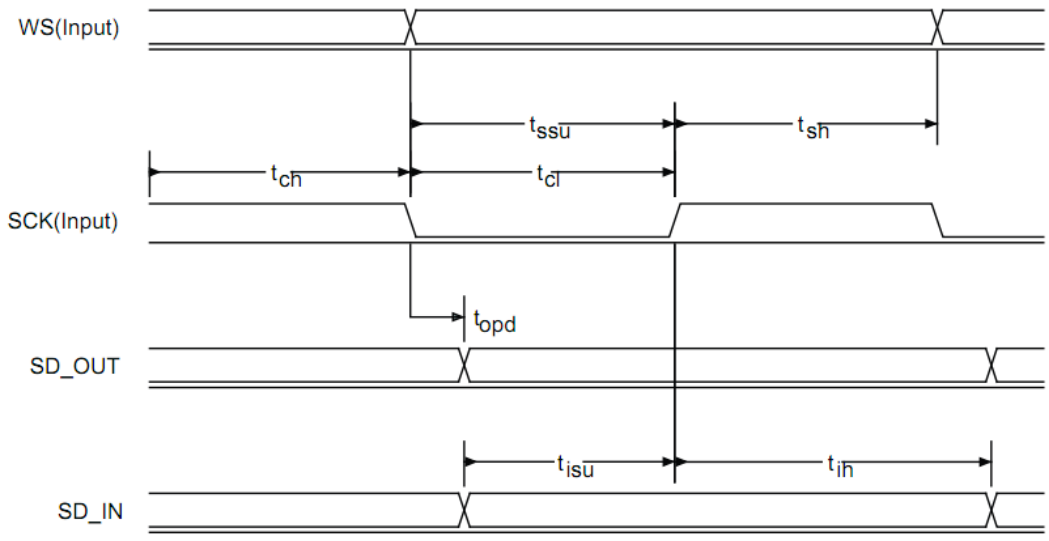 WS(Input)
tssu
tsh
tch
tcl
SCK(Input)
topd
SD_OUT
tisu
tih
SD_IN